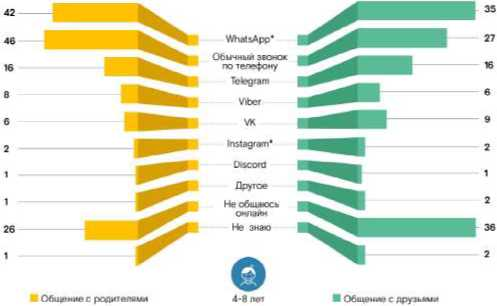 42 WhatsApp* 35
46 Обычный звонок 27
по телефону
16 Telegram 16
8 Viber 6
6 VK 9
2 Instagram* 2
1 Discord 1
1 Другое 2
26 Не общаюсь 36
онлайн
1 Не знаю 2
Общение с родителями 4-8 лет Общение с друзьями